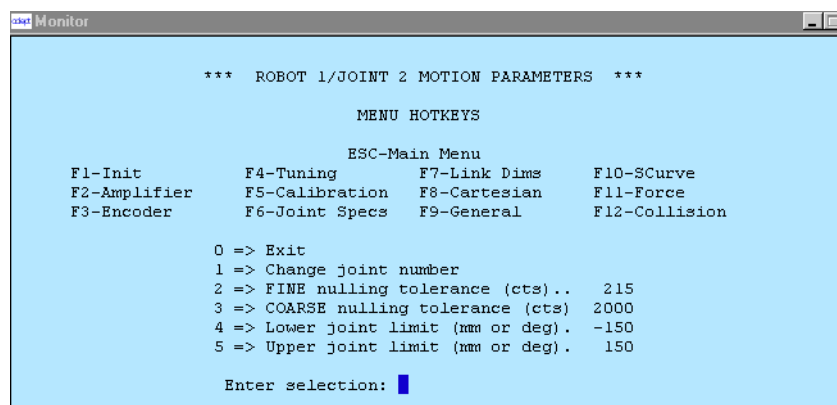 adept Monitor
*** ROBOT 1/JOINT 2 MOTION PARAMETERS ***
MENU HOTKEYS
ESC-Main Menu
F1-Init F4-Tuning F7-Link Dims F10-SCurve
F2-Amplifier F5-Calibration F8-Cartesian F11-Force
F3-Encoder F6-Joint Specs F9-General F12-Collision
0 => Exit
1 => Change joint number
2 => FINE nulling tolerance (cts).. 215
3 => COARSE nulling tolerance (cts) 2000
4 => Lower joint limit (mm or deg). -150
5 => Upper joint limit (mm or deg). 150
Enter selection: